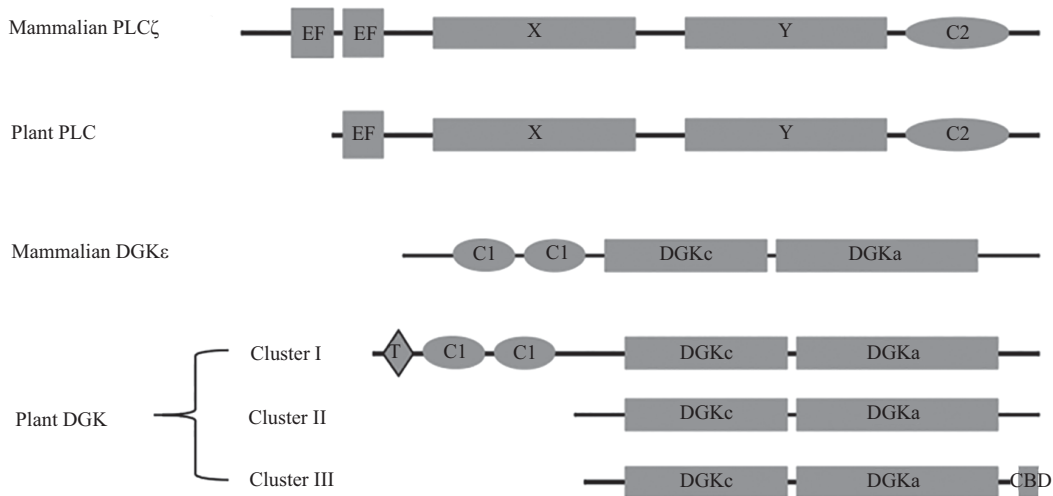 Mammalian PLCζ EF EF X Y C2
Plant PLC EF X Y C2
Mammalian DGKε C1 C1 DGKc DGKa
Cluster I T C1 C1 DGKc DGKa
Plant DGK
Cluster II DGKc DGKa
Cluster III DGKc DGKa CBD